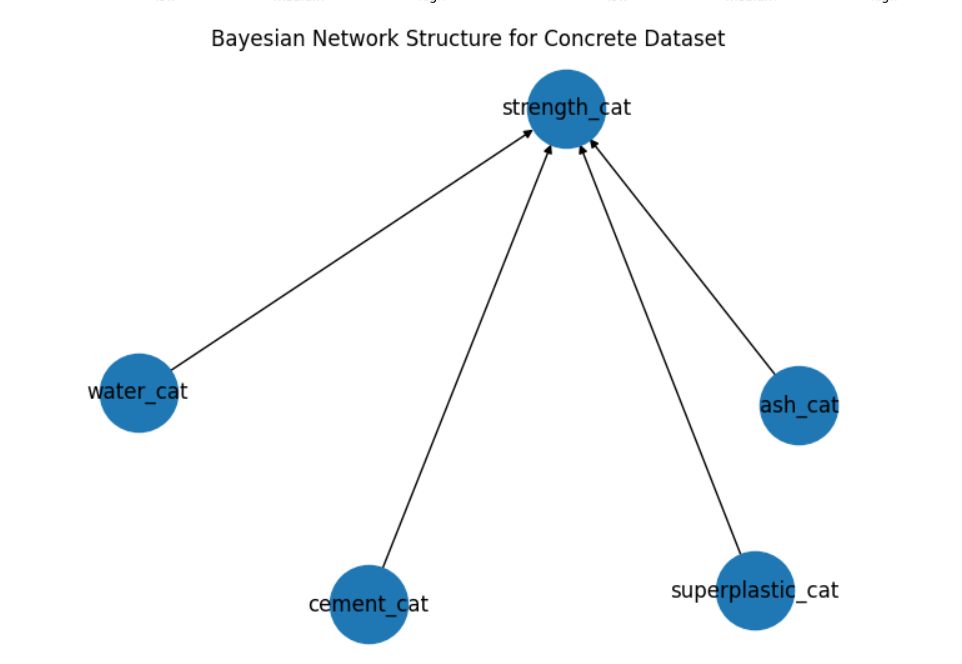 Bayesian Network Structure for Concrete Dataset
strength_cat
water_cat
ash_cat
superplastic_cat
cement_cat